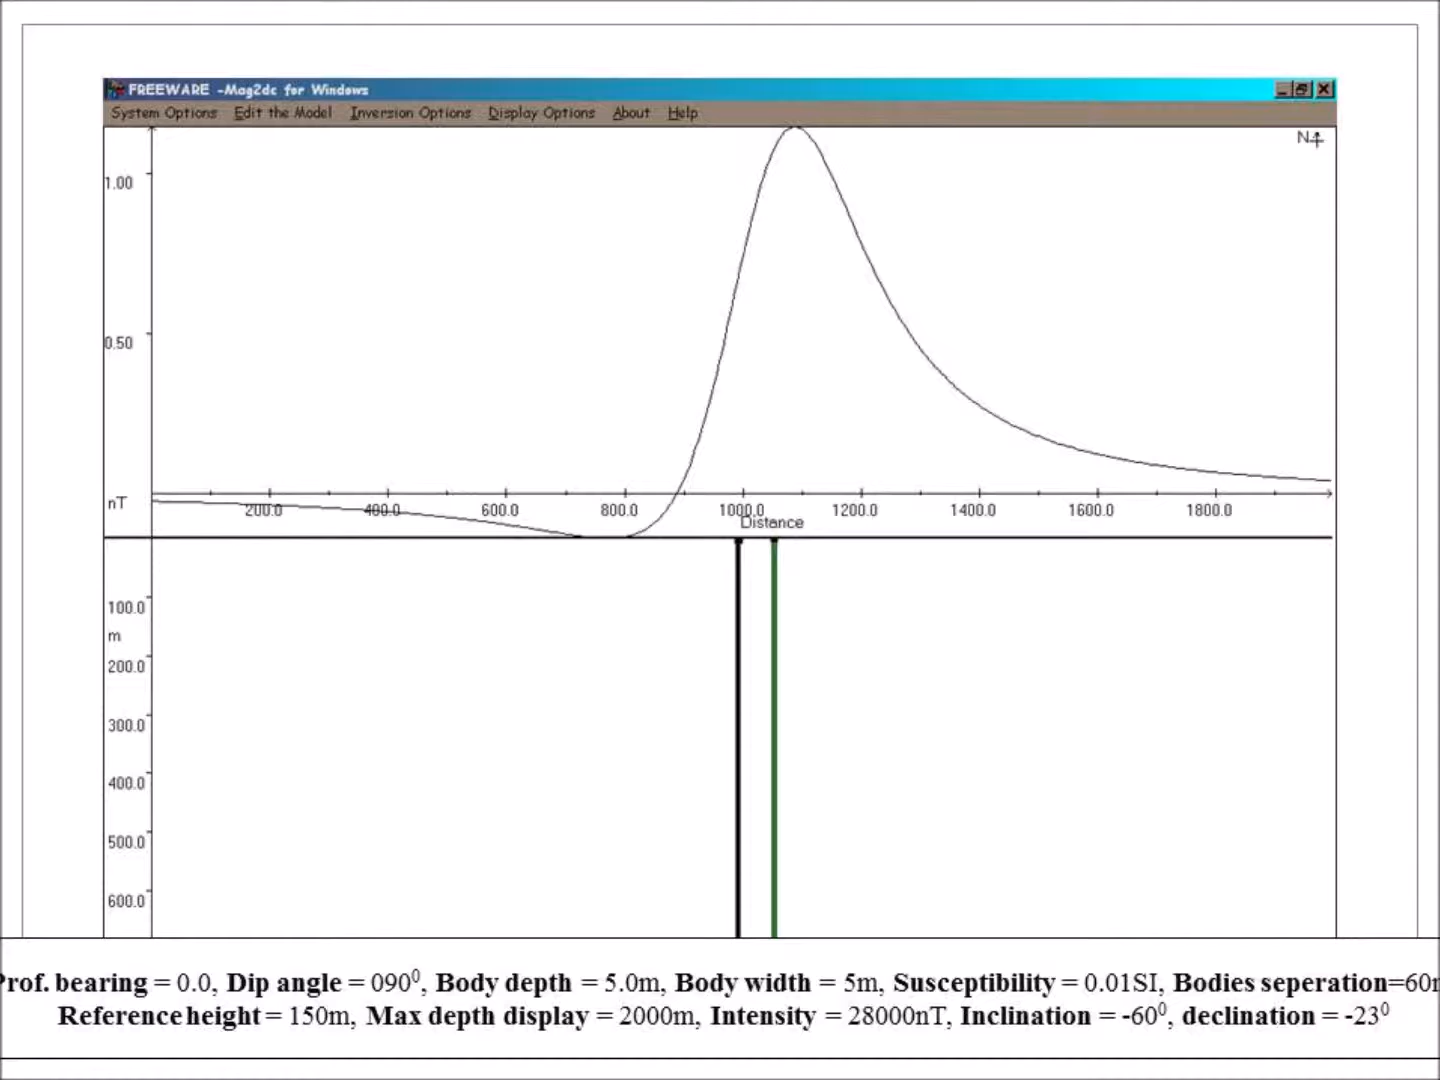 FREEWARE -Mag2dc for Windows
System Options Edit the Model Inversion Options Display Options About Help
N
1.00
0.50
nT
200.0 400.0 600.0 800.0 1000.0 1200.0 1400.0 1600.0 1800.0
Distance
100.0
m
200.0
300.0
400.0
500.0
600.0
Prof. bearing = 0.0, Dip angle = 090⁰, Body depth = 5.0m, Body width = 5m, Susceptibility = 0.01SI, Bodies seperation=60m
Reference height = 150m, Max depth display = 2000m, Intensity = 28000nT, Inclination = -60⁰, declination = -23⁰